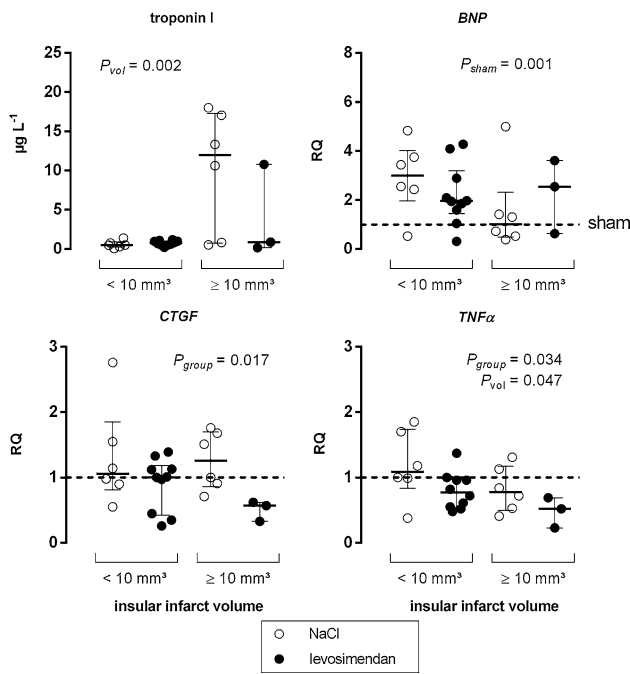 troponin I
25
20
15
10
5
0
µg L⁻¹
Pvol = 0.002
< 10 mm³
≥ 10 mm³
BNP
8
6
4
2
0
RQ
Psham = 0.001
sham
< 10 mm³
≥ 10 mm³
CTGF
3
2
1
0
RQ
Pgroup = 0.017
< 10 mm³
≥ 10 mm³
insular infarct volume
TNFα
3
2
1
0
RQ
Pgroup = 0.034
Pvol = 0.047
< 10 mm³
≥ 10 mm³
insular infarct volume
NaCl
levosimendan